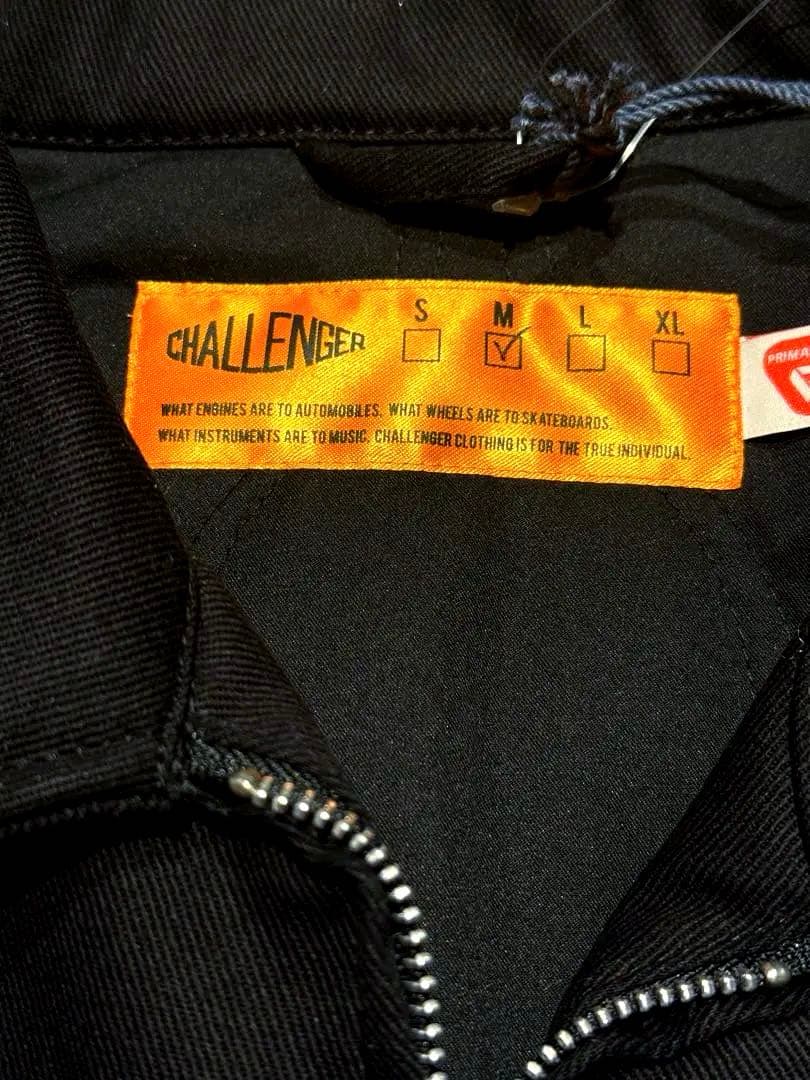 CHALLENGER
S M L XL
WHAT ENGINES ARE TO AUTOMOBILES. WHAT WHEELS ARE TO SKATEBOARDS.
WHAT INSTRUMENTS ARE TO MUSIC. CHALLENGER CLOTHING IS FOR THE TRUE INDIVIDUAL.